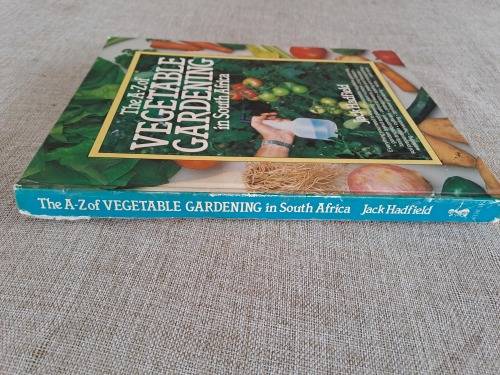 The A-Z of
VEGETABLE
GARDENING
in South Africa
Jack Hadfield
The A-Z of VEGETABLE GARDENING in South Africa Jack Hadfield